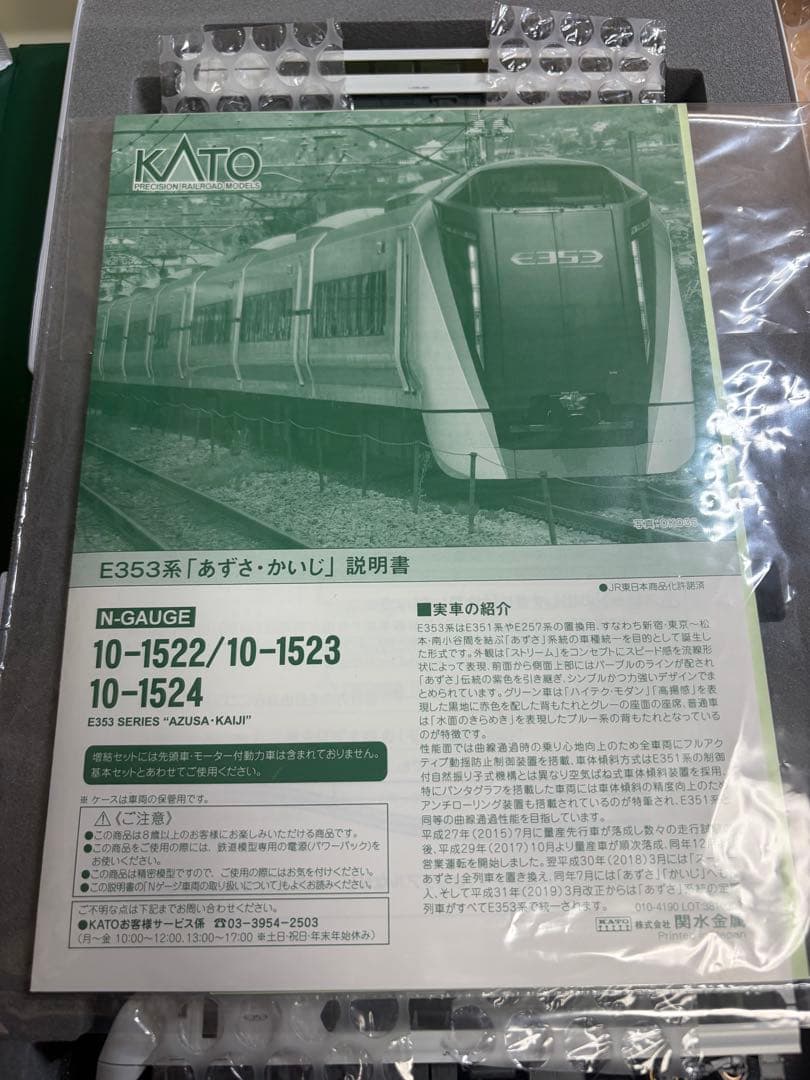 KATO
PRECISION RAILROAD MODELS
E353
E353系「あずさ・かいじ」説明書
●JR東日本商品化許諾済
N-GAUGE
10-1522/10-1523
10-1524
E353 SERIES "AZUSA・KAIJI"
増結セットには先頭車・モーター付動力車は含まれておりません。
基本セットとあわせてご使用ください。
※ ケースは車両の保管用です。
《ご注意》
●この商品は8歳以上のお客様にお楽しみいただける商品です。
●この商品をご使用の際には、鉄道模型専用の電源(パワーパック)を
お使いください。
●この商品は精密模型ですので、ご使用の際にはお気を付けください。
●この説明書の「Nゲージ車両の取り扱いについて」もよくお読みください。
ご不明な点は下記までお問い合わせください。
●KATOお客様サービス係 ☎03-3954-2503
(月~金 10:00~12:00、13:00~17:00 ※土日・祝日・年末年始休み)
■実車の紹介
E353系はE351系やE257系の置換用、すなわち新宿・東京~松
本・南小谷間を結ぶ「あずさ」系統の車種統一を目的として誕生し
た形式です。外観は「ストリーム」をコンセプトにスピード感を流線形
状によって表現、前面から側面上部にはパープルのラインが配され
「あずさ」伝統の紫色を引き継ぎ、シンプルかつ力強いデザインでま
とめられています。グリーン車は「ハイテク・モダン」「高揚感」を表
現した黒地に赤色を配した背もたれとグレーの座面の座席、普通車
は「水面のきらめき」を表現したブルー系の背もたれとなっている
のが特徴です。
性能面では曲線通過時の乗り心地向上のため全車両にフルアク
ティブ動揺防止制御装置を搭載、車体傾斜方式はE351系の制御
付自然振り子式機構とは異なり空気ばね式車体傾斜装置を採用、
特にパンタグラフを搭載した車両には車体傾斜の精度向上のため
アンチローリング装置も搭載されているのが特筆され、E351系と
同等の曲線通過性能を目指しています。
平成27年(2015)7月に量産先行車が落成し数々の走行試験
後、平成29年(2017)10月より量産車が順次落成、同年12月
営業運転を開始しました。翌平成30年(2018)3月には「スー
あずさ」全列車を置き換え、同年7月には「あずさ」「かいじ」へも
入、そして平成31年(2019)3月改正からは「あずさ」系統の定
列車がすべてE353系で統一されます。
010-4190 LOT:
KATO 株式会社 関水金属
Printed Japan
E353